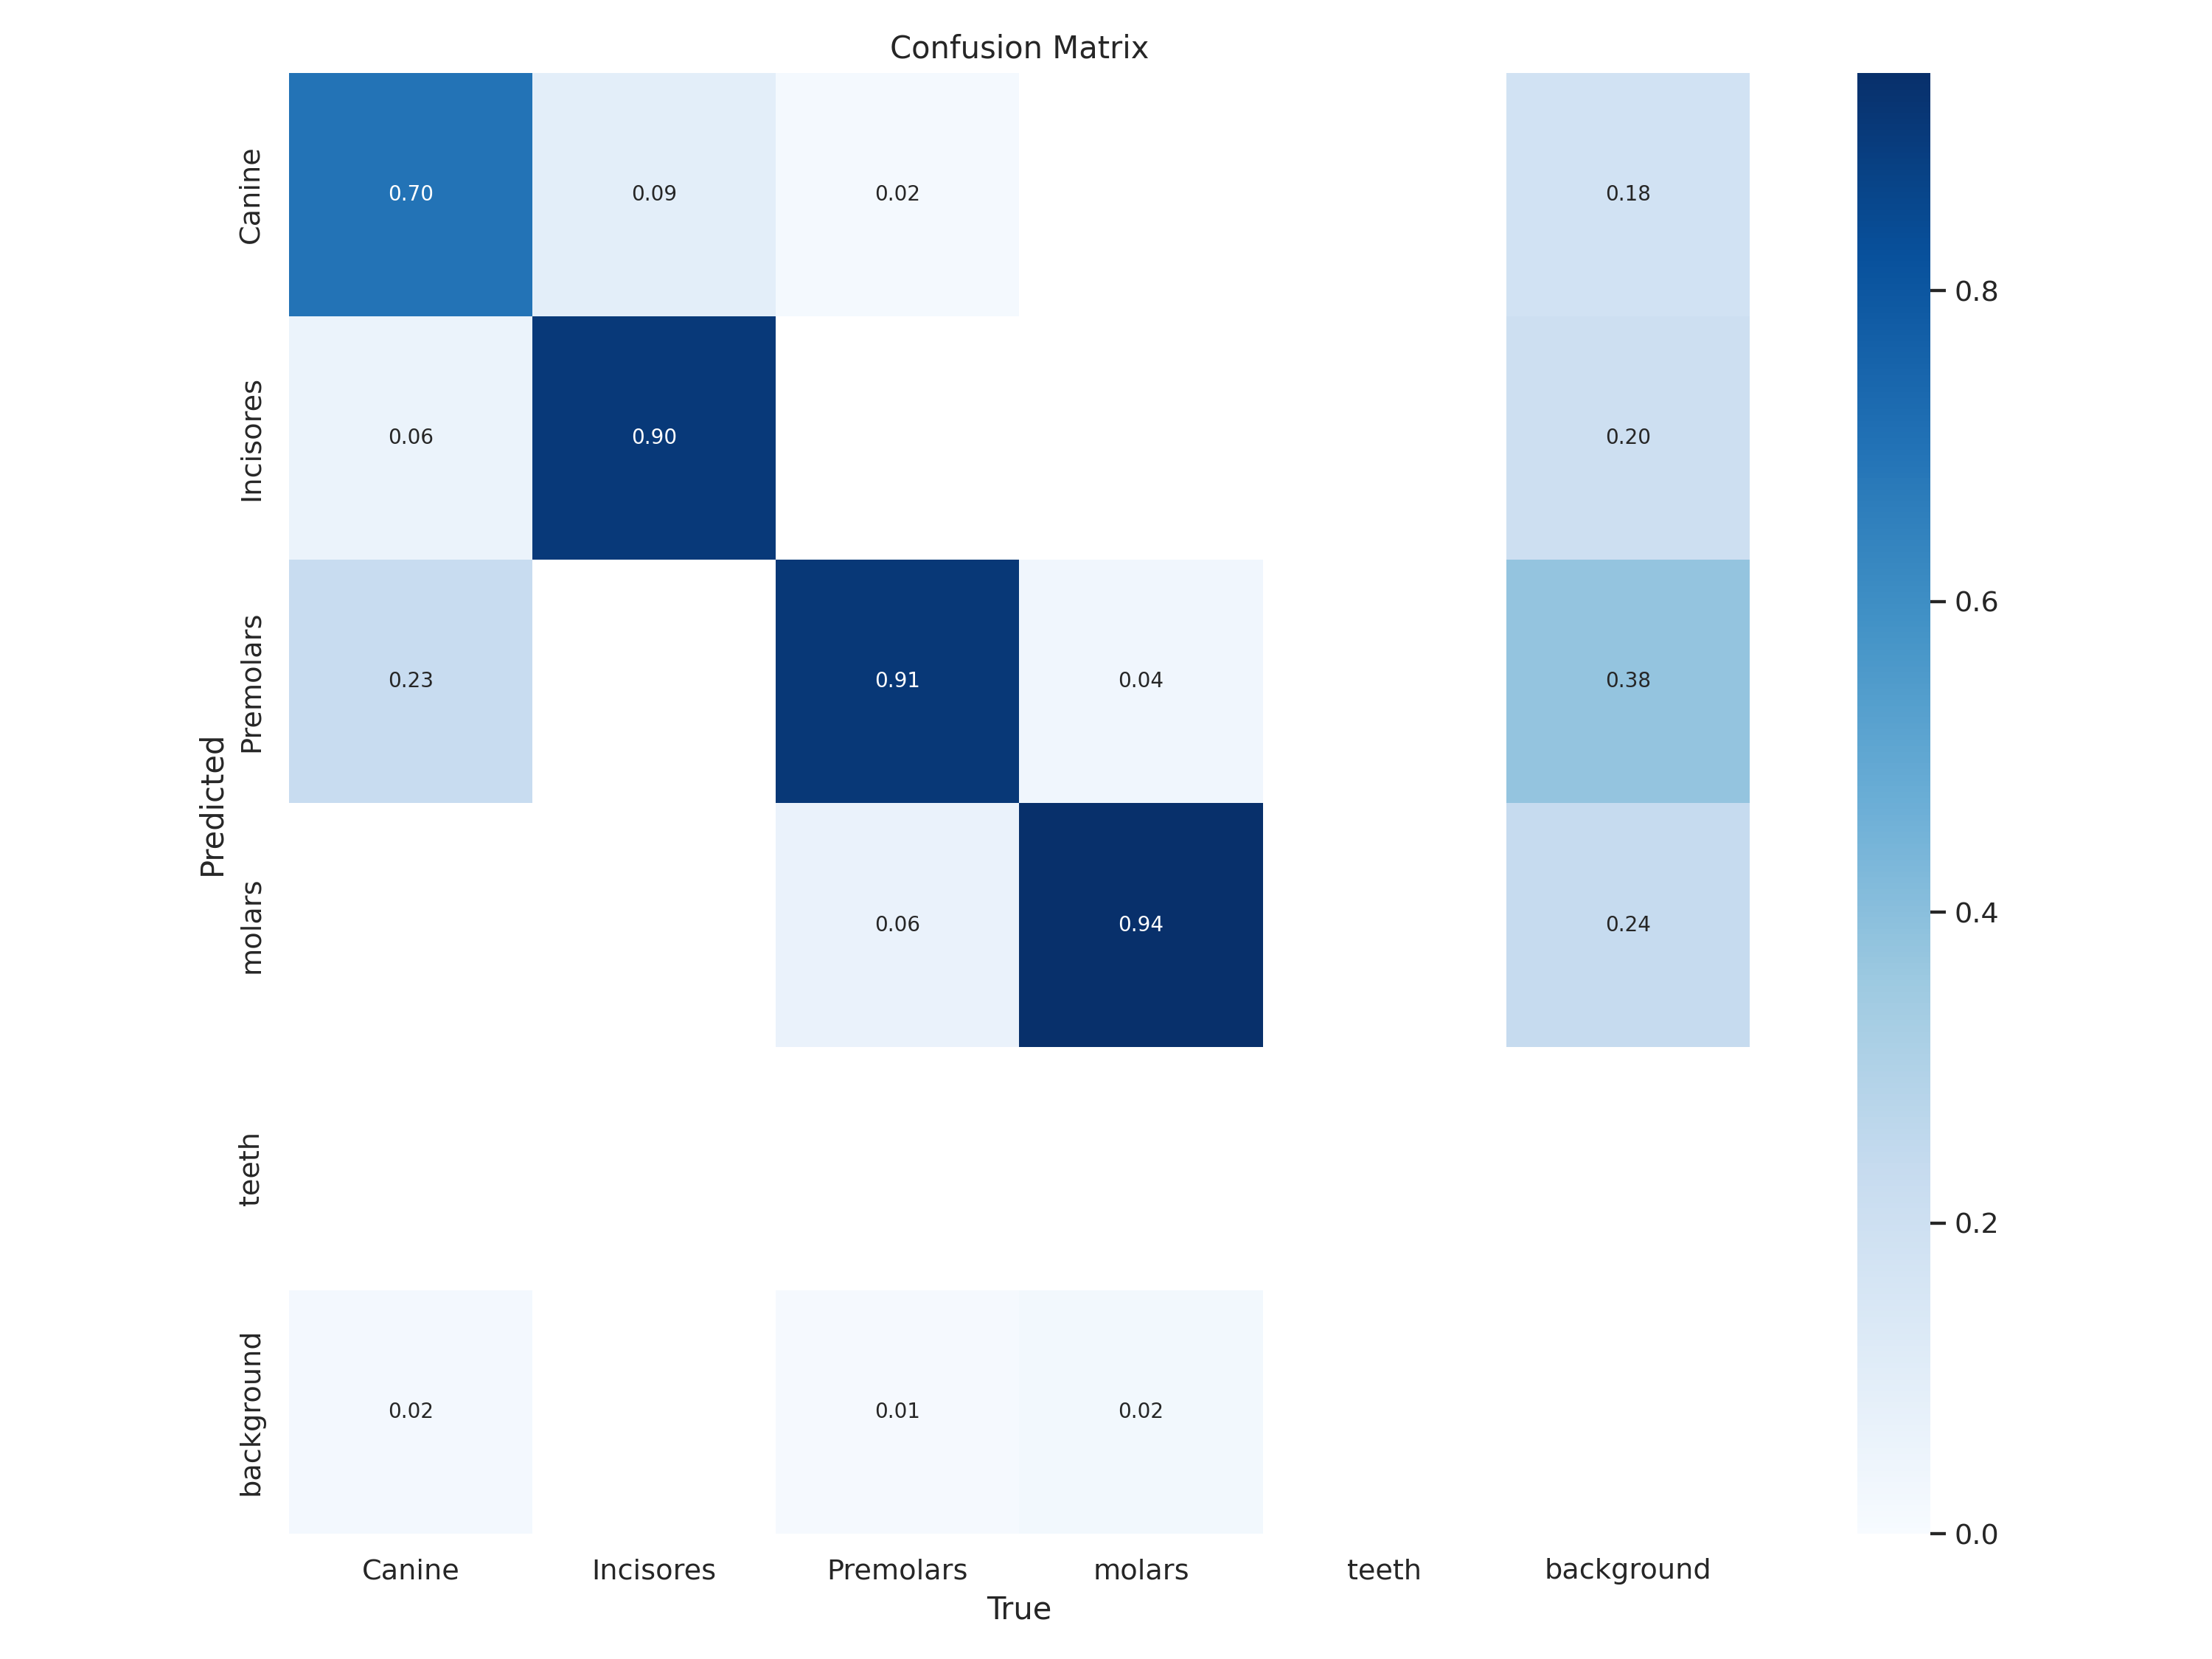 Confusion Matrix
Canine
0.70
0.09
0.02
0.18
Incisores
0.06
0.90
0.20
Premolars
0.23
0.91
0.04
0.38
molars
0.06
0.94
0.24
teeth
background
0.02
0.01
0.02
Predicted
Canine
Incisores
Premolars
molars
teeth
background
True
0.8
0.6
0.4
0.2
0.0